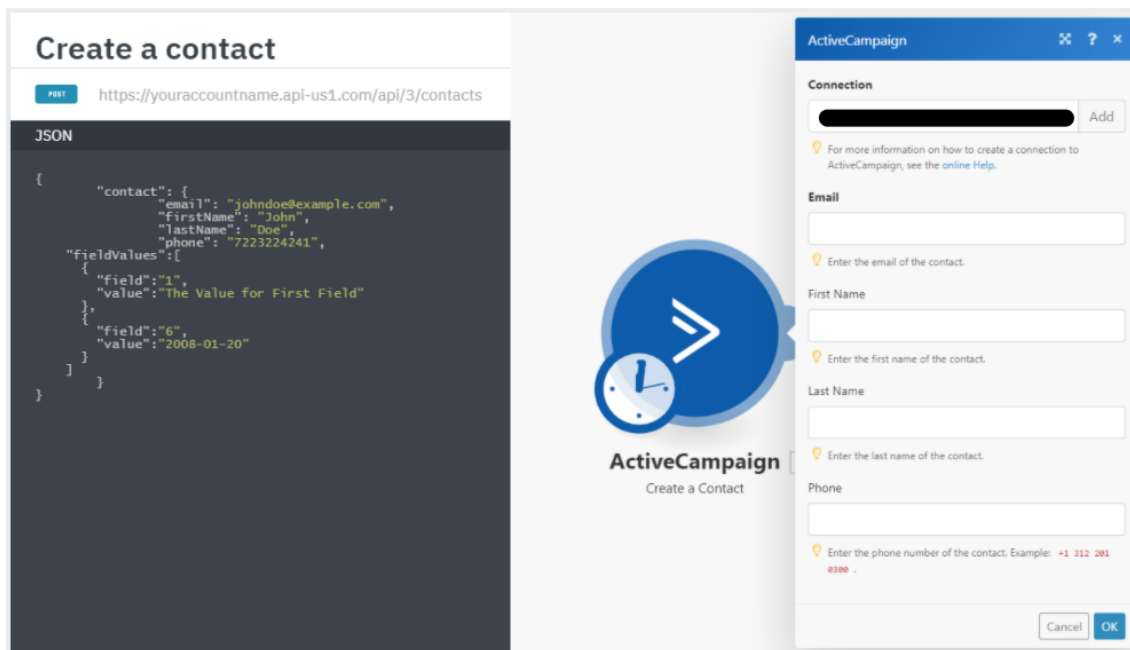 Create a contact
POST https://youraccountname.api-us1.com/api/3/contacts
JSON
{
"contact": {
"email": "johndoe@example.com",
"firstName": "John",
"lastName": "Doe",
"phone": "7223224241",
"fieldValues":[
{
"field":"1",
"value":"The Value for First Field"
},
{
"field":"6",
"value":"2008-01-20"
}
]
}
}
ActiveCampaign
Create a Contact
ActiveCampaign ? ×
Connection
Add
For more information on how to create a connection to
ActiveCampaign, see the online Help.
Email
Enter the email of the contact.
First Name
Enter the first name of the contact.
Last Name
Enter the last name of the contact.
Phone
Enter the phone number of the contact. Example: +1 312 201
0300 .
Cancel OK